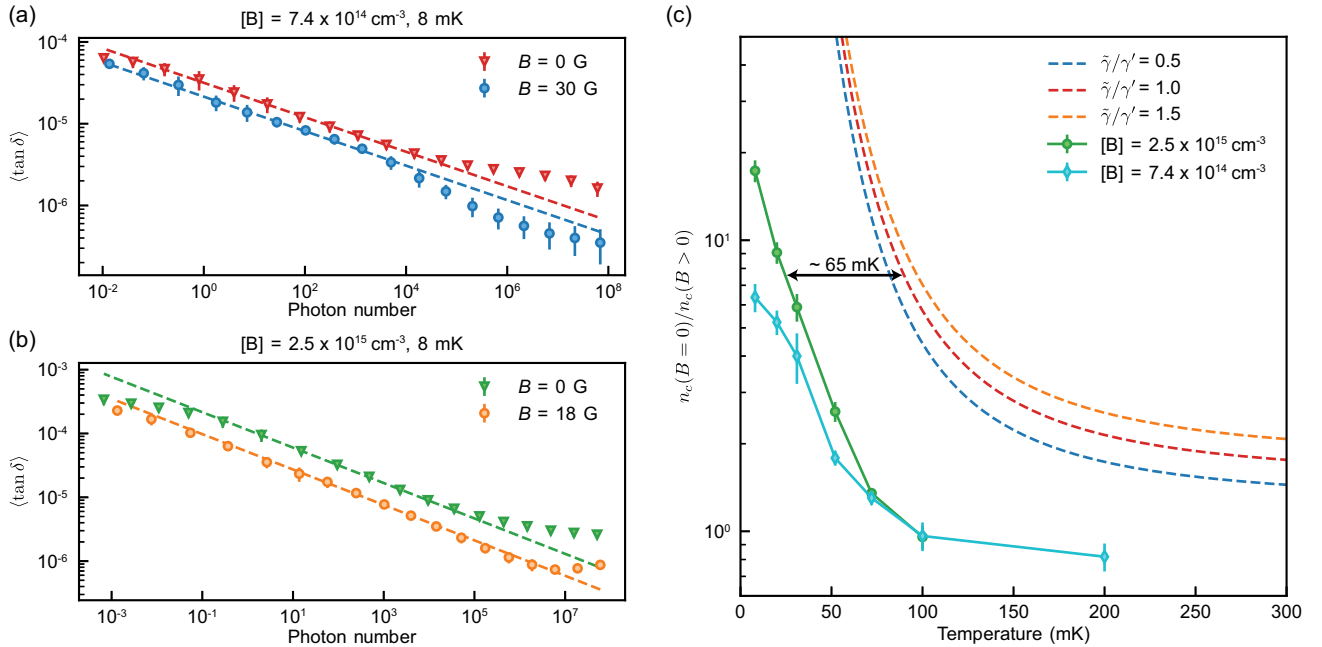 (a)
[B] = 7.4 x 10¹⁴ cm⁻³, 8 mK
10⁻⁴
10⁻⁵
10⁻⁶
⟨tan δ⟩
B = 0 G
B = 30 G
10⁻² 10⁰ 10² 10⁴ 10⁶ 10⁸
Photon number
(b)
[B] = 2.5 x 10¹⁵ cm⁻³, 8 mK
10⁻³
10⁻⁴
10⁻⁵
10⁻⁶
⟨tan δ⟩
B = 0 G
B = 18 G
10⁻³ 10⁻¹ 10¹ 10³ 10⁵ 10⁷
Photon number
(c)
γ̃/γ′ = 0.5
γ̃/γ′ = 1.0
γ̃/γ′ = 1.5
[B] = 2.5 x 10¹⁵ cm⁻³
[B] = 7.4 x 10¹⁴ cm⁻³
10¹
10⁰
n_c(B = 0)/n_c(B > 0)
~ 65 mK
0 50 100 150 200 250 300
Temperature (mK)